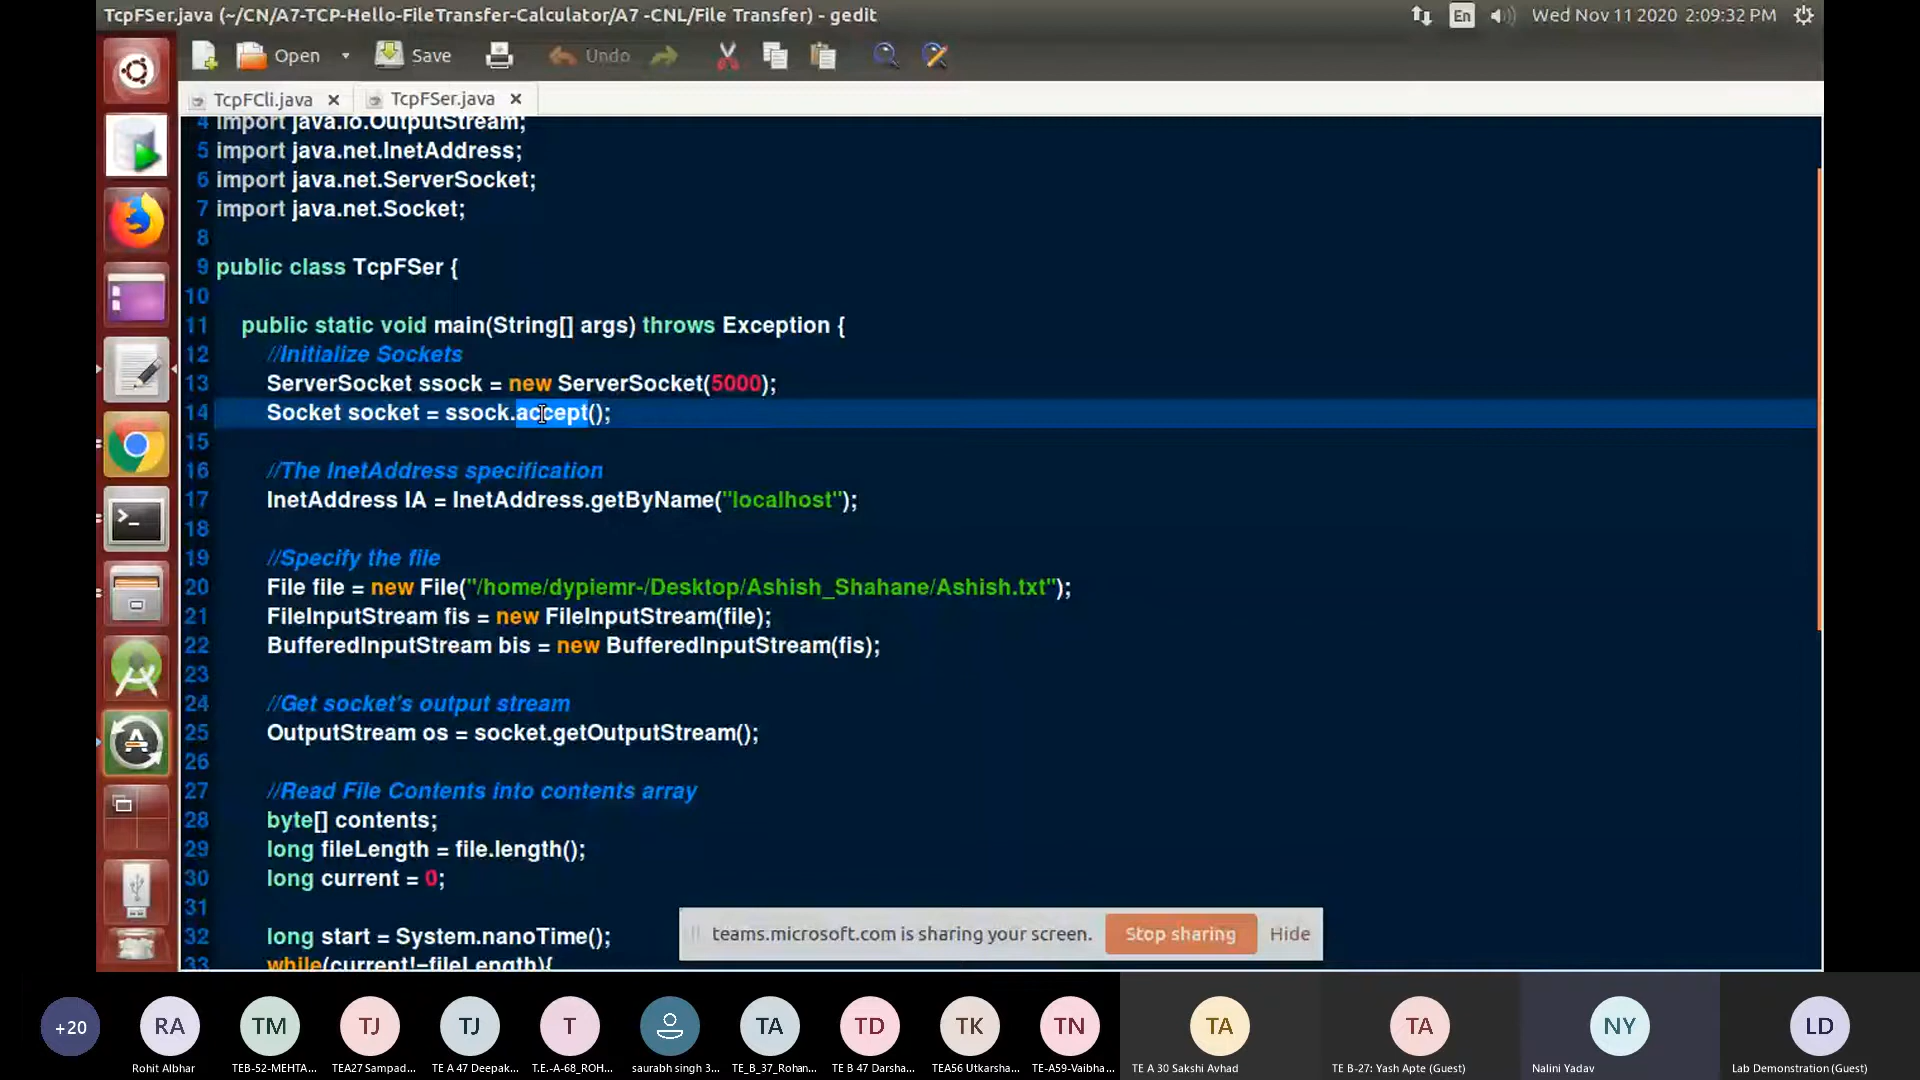 TcpFSer.java (~/CN/A7-TCP-Hello-FileTransfer-Calculator/A7 -CNL/File Transfer) - gedit
En
Wed Nov 11 2020 2:09:32 PM
Open
Save
Undo
TcpFCli.java
TcpFSer.java
4 import java.io.OutputStream;
5 import java.net.InetAddress;
6 import java.net.ServerSocket;
7 import java.net.Socket;
8
9 public class TcpFSer {
10
11 public static void main(String[] args) throws Exception {
12 //Initialize Sockets
13 ServerSocket ssock = new ServerSocket(5000);
14 Socket socket = ssock.accept();
15
16 //The InetAddress specification
17 InetAddress IA = InetAddress.getByName("localhost");
18
19 //Specify the file
20 File file = new File("/home/dypiemr-/Desktop/Ashish_Shahane/Ashish.txt");
21 FileInputStream fis = new FileInputStream(file);
22 BufferedInputStream bis = new BufferedInputStream(fis);
23
24 //Get socket's output stream
25 OutputStream os = socket.getOutputStream();
26
27 //Read File Contents into contents array
28 byte[] contents;
29 long fileLength = file.length();
30 long current = 0;
31
32 long start = System.nanoTime();
33 while(current!=fileLength){
teams.microsoft.com is sharing your screen.
Stop sharing
Hide
+20
RA
TM
TJ
TJ
T
TA
TD
TK
TN
TA
TA
NY
LD
Rohit Albhar
TEB-52-MEHTA...
TEA27 Sampad...
TE A 47 Deepak...
T.E.-A-68_ROH...
saurabh singh 3...
TE_B_37_Rohan...
TE B 47 Darsha...
TEA56 Utkarsha...
TE-A59-Vaibha...
TE A 30 Sakshi Avhad
TE B-27: Yash Apte (Guest)
Nalini Yadav
Lab Demonstration (Guest)